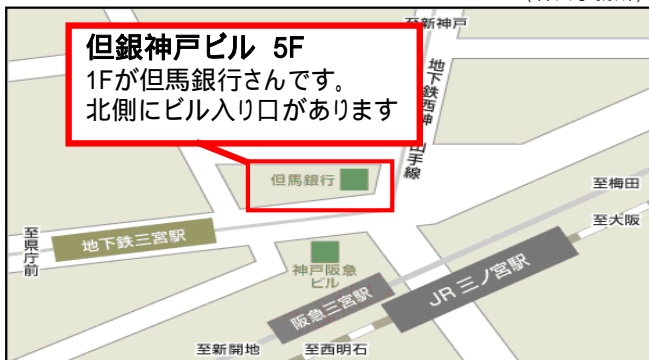 至新神戸
但銀神戸ビル 5F
1Fが但馬銀行さんです。
北側にビル入り口があります
地下鉄西神
山手線
但馬銀行
至梅田
至大阪
至県庁前
地下鉄三宮駅
神戸阪急
ビル
JR三ノ宮駅
阪急三宮駅
至新開地
至西明石